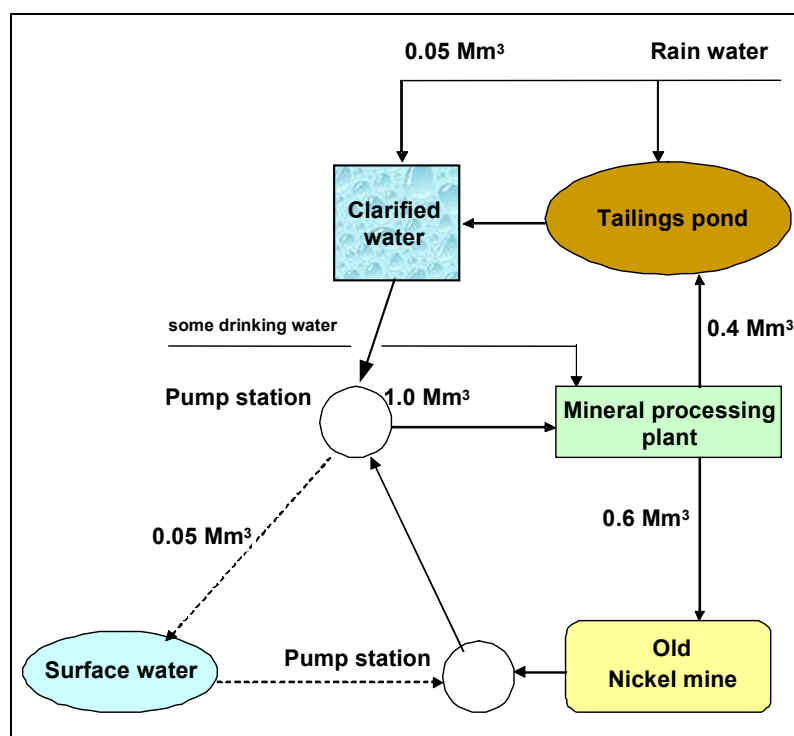 0.05 Mm³
Rain water
Clarified
water
Tailings pond
some drinking water
0.4 Mm³
Pump station
1.0 Mm³
Mineral processing
plant
0.05 Mm³
0.6 Mm³
Surface water
Pump station
Old
Nickel mine